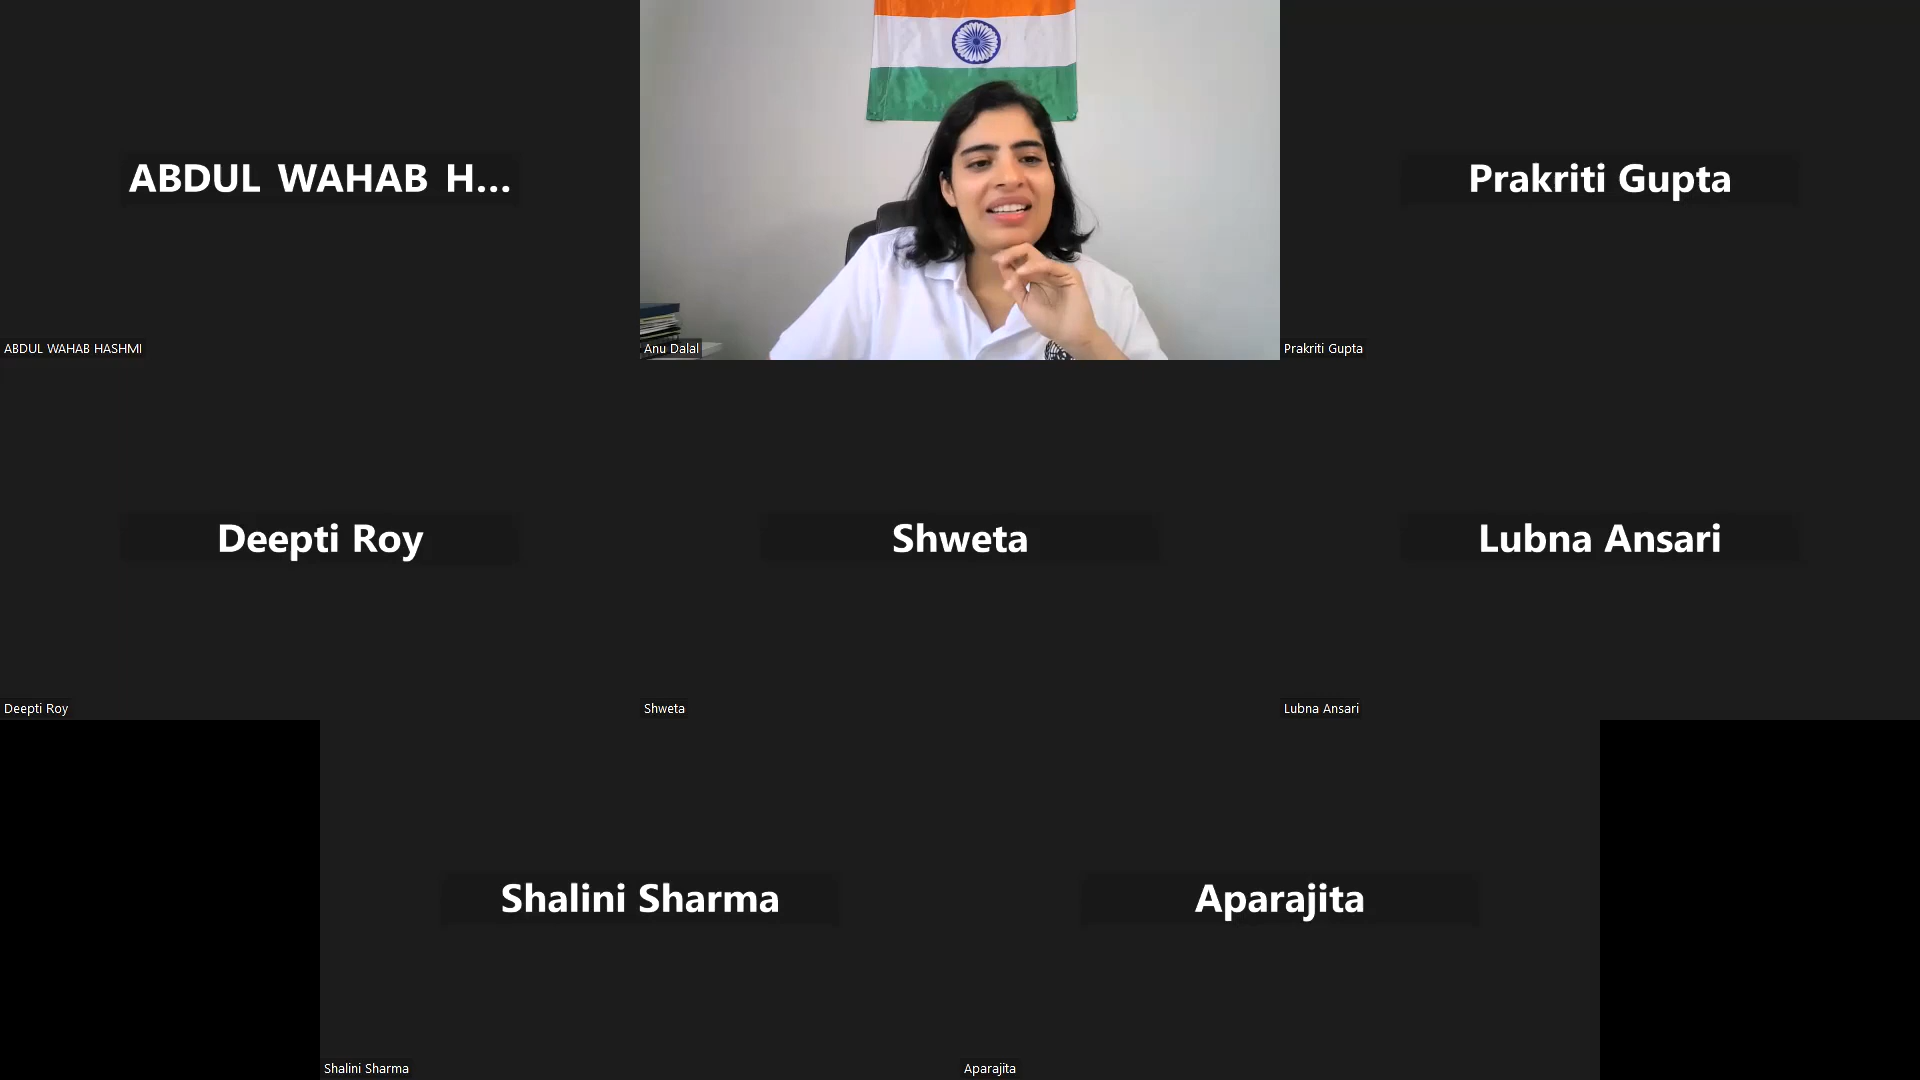 ABDUL WAHAB H...
Prakriti Gupta
ABDUL WAHAB HASHMI
Anu Dalal
Prakriti Gupta
Deepti Roy
Shweta
Lubna Ansari
Deepti Roy
Shweta
Lubna Ansari
Shalini Sharma
Aparajita
Shalini Sharma
Aparajita